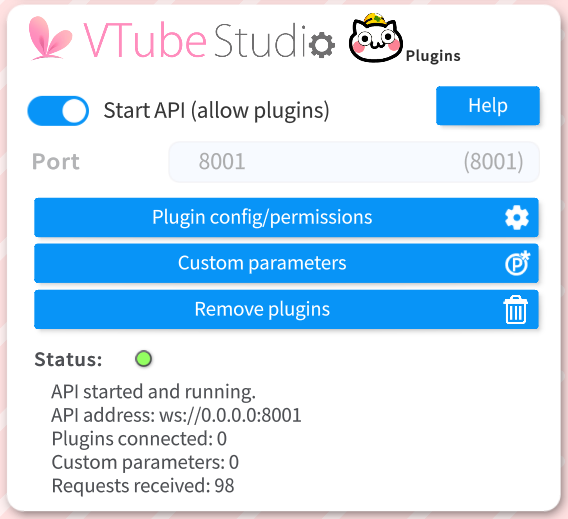 VTube Studio
Plugins
Start API (allow plugins)
Help
Port
8001 (8001)
Plugin config/permissions
Custom parameters
Remove plugins
Status:
API started and running.
API address: ws://0.0.0.0:8001
Plugins connected: 0
Custom parameters: 0
Requests received: 98